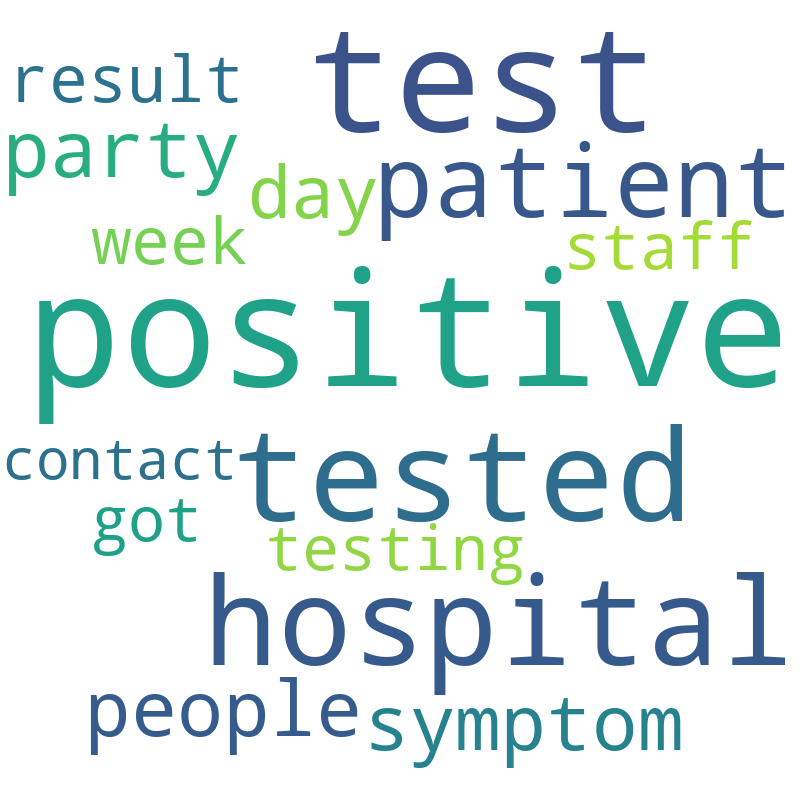 test
result
party
patient
day
week
staff
positive
contact
tested
got
testing
hospital
people
symptom